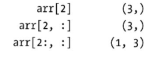 arr[2] (3,)
arr[2, :] (3,)
arr[2:, :] (1, 3)